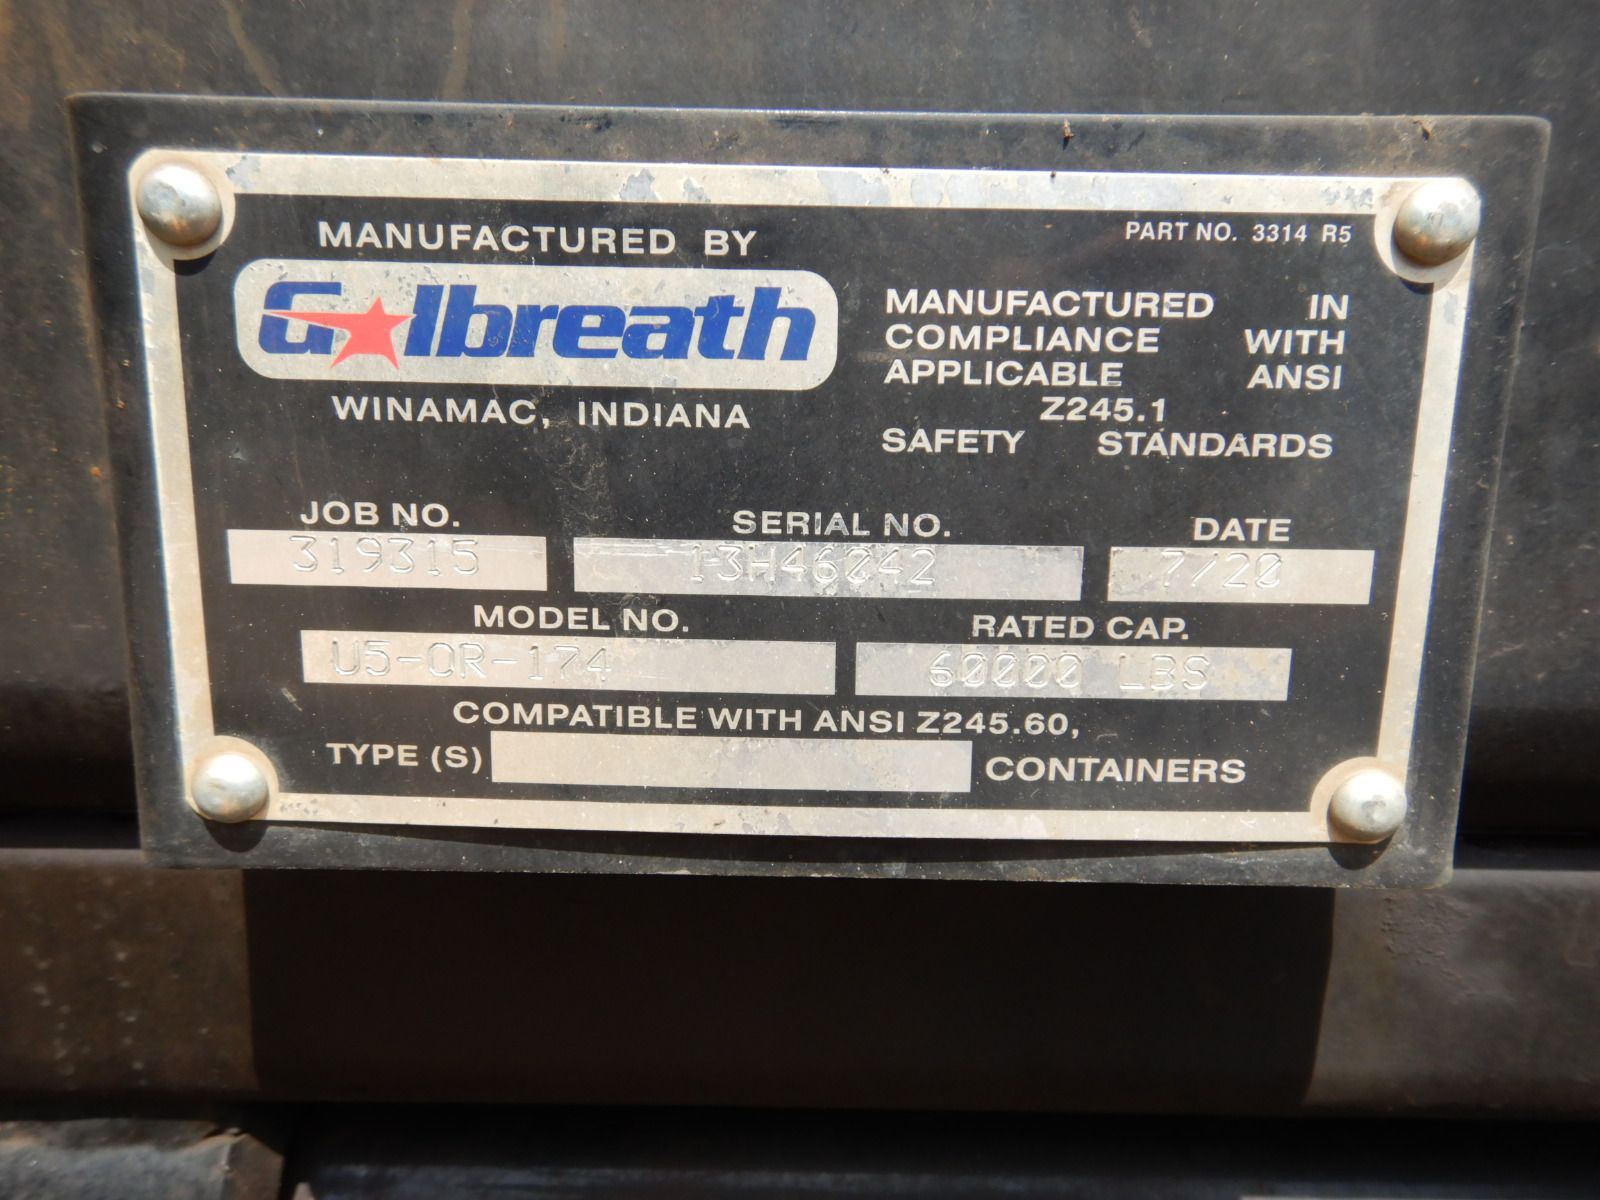 MANUFACTURED BY
Galbreath
WINAMAC, INDIANA
PART NO. 3314 R5
MANUFACTURED IN
COMPLIANCE WITH
APPLICABLE ANSI
Z245.1
SAFETY STANDARDS
JOB NO. SERIAL NO. DATE
319315 13H46042 7/20
MODEL NO. RATED CAP.
U5-OR-174 60000 LBS
COMPATIBLE WITH ANSI Z245.60,
TYPE (S) CONTAINERS